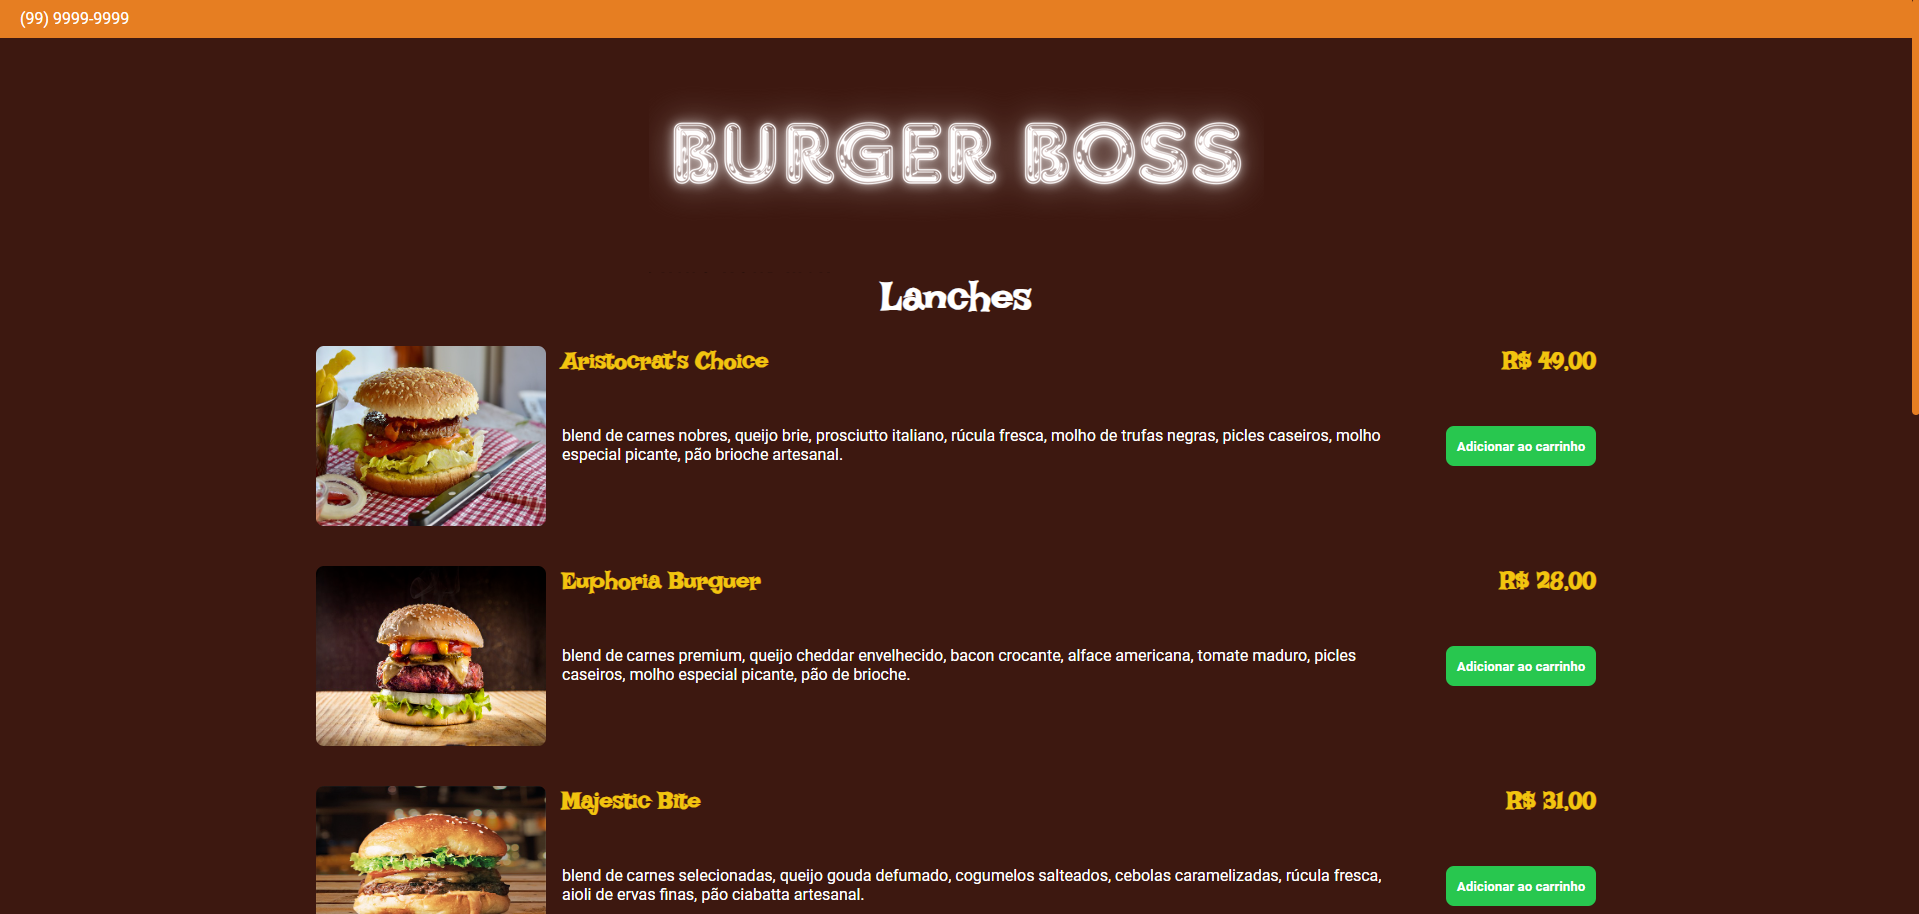 (99) 9999-9999
BURGER BOSS
Lanches
Aristocrat's Choice
R$ 49,00
blend de carnes nobres, queijo brie, prosciutto italiano, rúcula fresca, molho de trufas negras, picles caseiros, molho
especial picante, pão brioche artesanal.
Adicionar ao carrinho
Euphoria Burguer
R$ 28,00
blend de carnes premium, queijo cheddar envelhecido, bacon crocante, alface americana, tomate maduro, picles
caseiros, molho especial picante, pão de brioche.
Adicionar ao carrinho
Majestic Bite
R$ 31,00
blend de carnes selecionadas, queijo gouda defumado, cogumelos salteados, cebolas caramelizadas, rúcula fresca,
aioli de ervas finas, pão ciabatta artesanal.
Adicionar ao carrinho